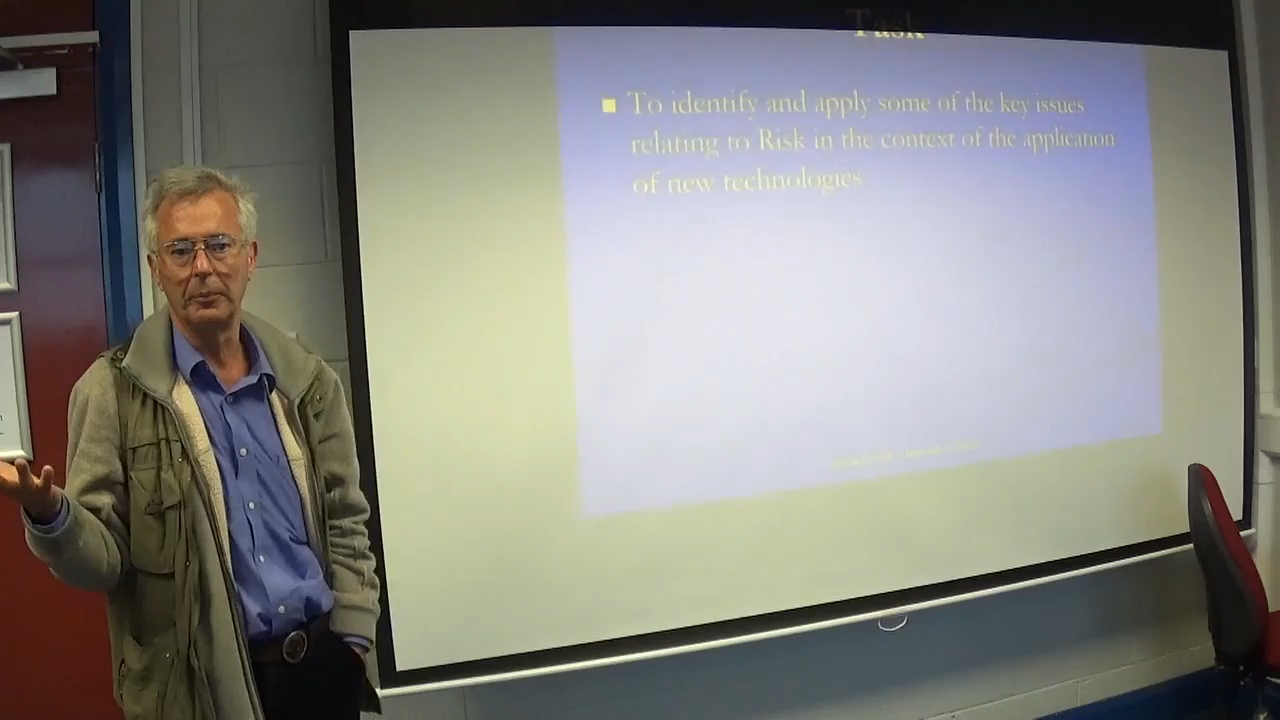 Task
To identify and apply some of the key issues
relating to Risk in the context of the application
of new technologies